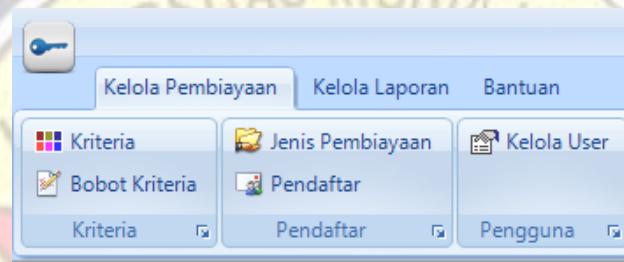 Kelola Pembiayaan Kelola Laporan Bantuan
Kriteria Jenis Pembiayaan Kelola User
Bobot Kriteria Pendaftar
Kriteria Pendaftar Pengguna